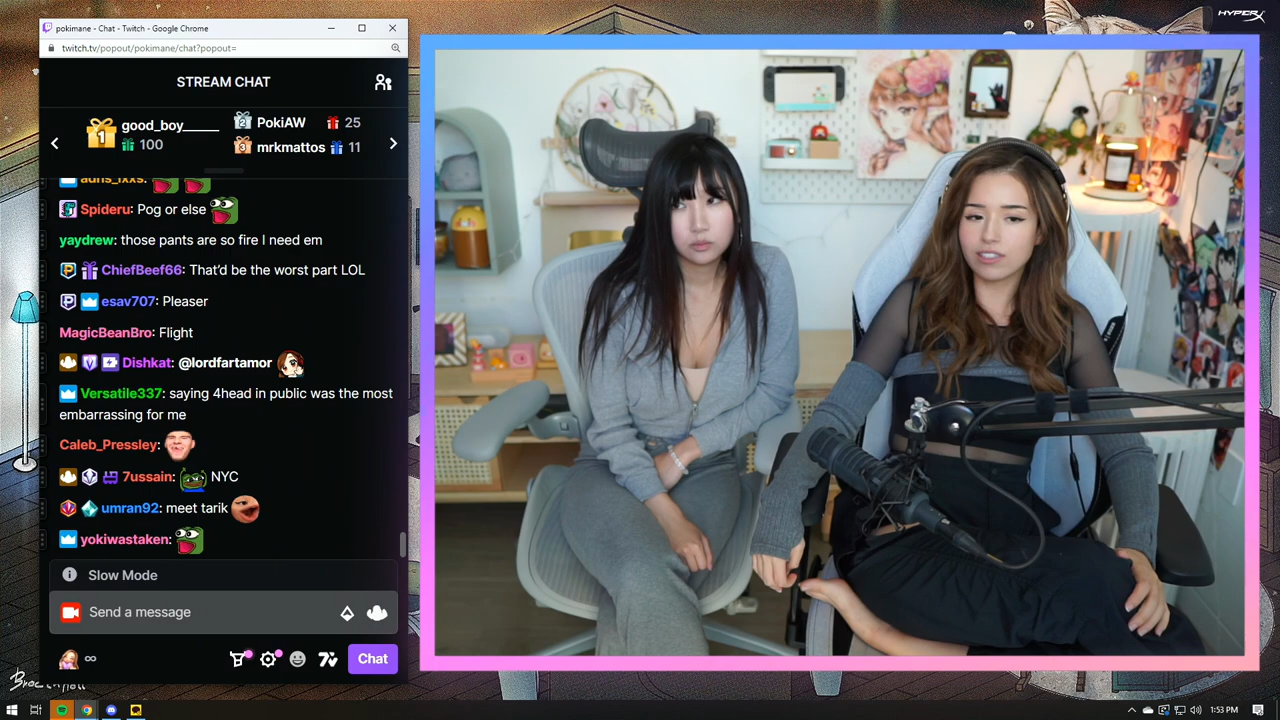 pokimane - Chat - Twitch - Google Chrome
twitch.tv/popout/pokimane/chat?popout=
STREAM CHAT
1 good_boy_____ 100
2 PokiAW 25
3 mrkmattos 11
Spideru: Pog or else
yaydrew: those pants are so fire I need em
ChiefBeef66: That'd be the worst part LOL
esav707: Pleaser
MagicBeanBro: Flight
Dishkat: @lordfartamor
Versatile337: saying 4head in public was the most
embarrassing for me
Caleb_Pressley:
7ussain: NYC
umran92: meet tarik
yokiwastaken:
Slow Mode
Send a message
∞
Chat
HYPERX
1:53 PM